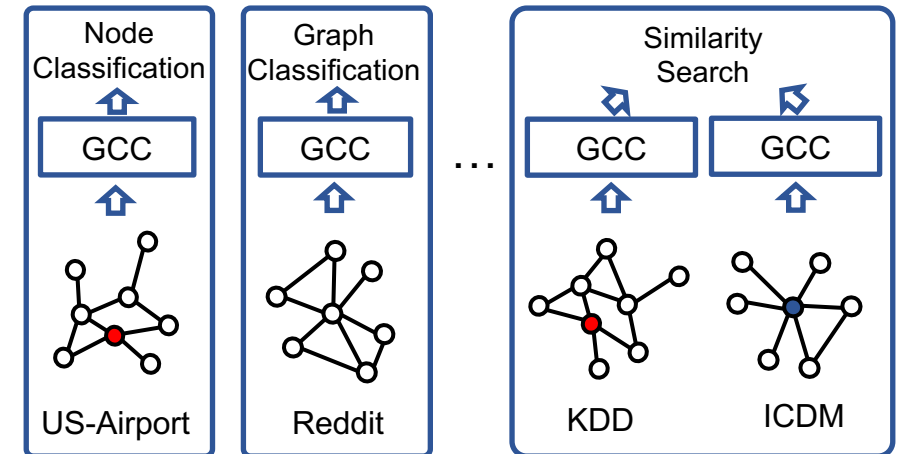 Node
Classification
GCC
US-Airport
Graph
Classification
GCC
Reddit
...
Similarity
Search
GCC
GCC
KDD
ICDM